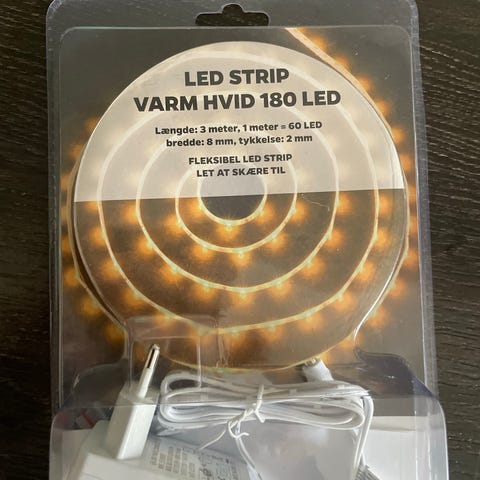 LED STRIP
VARM HVID 180 LED
Længde: 3 meter, 1 meter = 60 LED
bredde: 8 mm, tykkelse: 2 mm
FLEKSIBEL LED STRIP
LET AT SKÆRE TIL